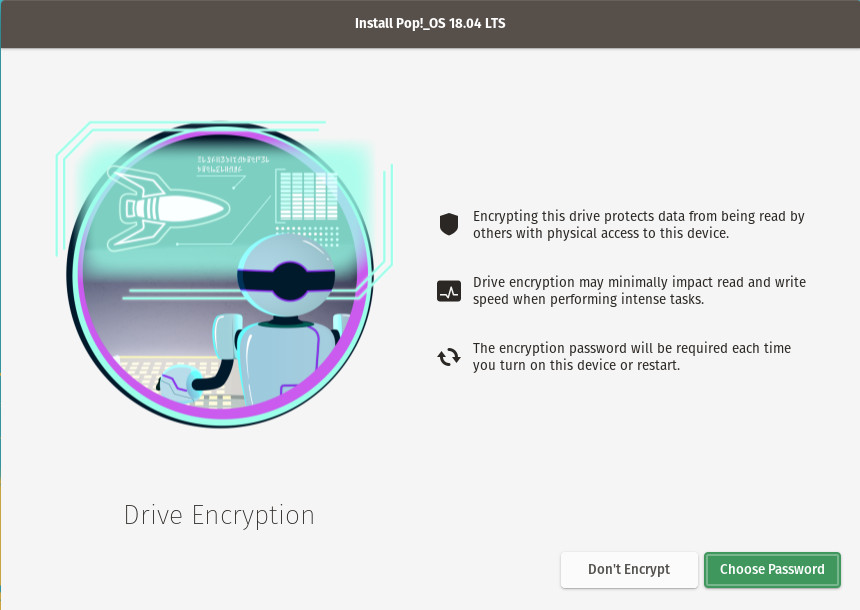 Install Pop!_OS 18.04 LTS
Encrypting this drive protects data from being read by
others with physical access to this device.
Drive encryption may minimally impact read and write
speed when performing intense tasks.
The encryption password will be required each time
you turn on this device or restart.
Drive Encryption
Don't Encrypt
Choose Password